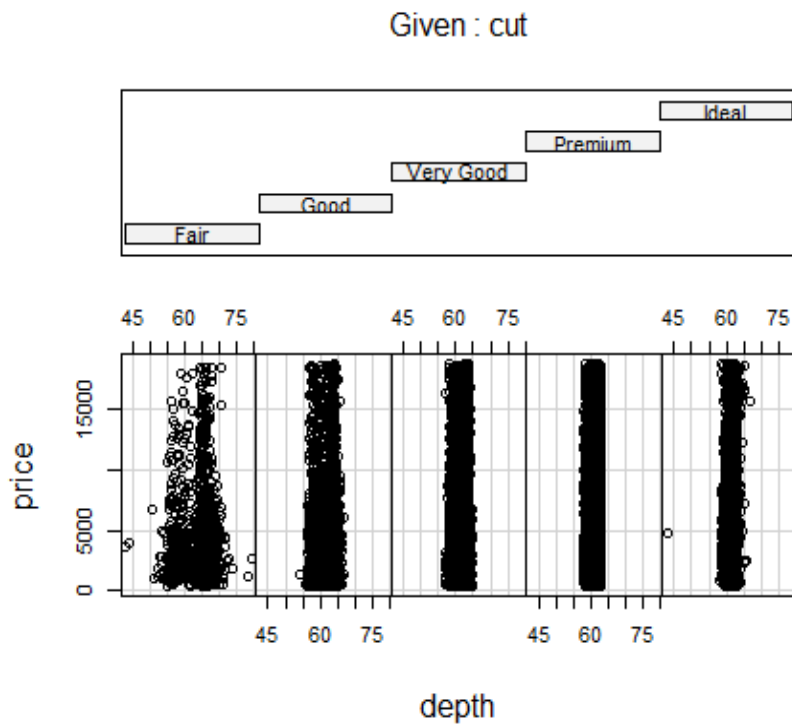 Given : cut
Ideal
Premium
Very Good
Good
Fair
45 60 75 45 60 75 45 60 75
15000
5000
0
price
45 60 75 45 60 75
depth